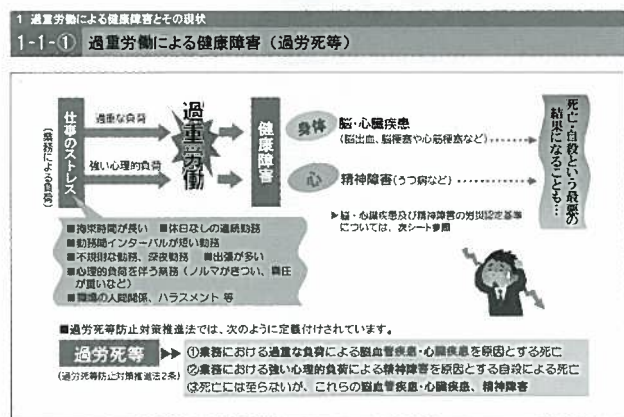 1 過重労働による健康障害とその現状
1-1-① 過重労働による健康障害（過労死等）
仕事のストレス
（業務による負荷）
過重な負荷
強い心理的負荷
過重労働
健康障害
身体
脳・心臓疾患
（脳出血、脳梗塞や心筋梗塞など）
心
精神障害（うつ病など）
死亡・自殺という最悪の
結果になることも…
▶脳・心臓疾患及び精神障害の労災認定基準
については、次シート参照
■拘束時間が長い ■休日なしの連続勤務
■勤務間インターバルが短い勤務
■不規則な勤務、深夜勤務 ■出張が多い
■心理的負荷を伴う業務（ノルマがきつい、責任
が重いなど）
■職場の人間関係、ハラスメント 等
■過労死等防止対策推進法では、次のように定義付けされています。
過労死等
（過労死等防止対策推進法2条）
①業務における過重な負荷による脳血管疾患・心臓疾患を原因とする死亡
②業務における強い心理的負荷による精神障害を原因とする自殺による死亡
③死亡には至らないが、これらの脳血管疾患・心臓疾患、精神障害